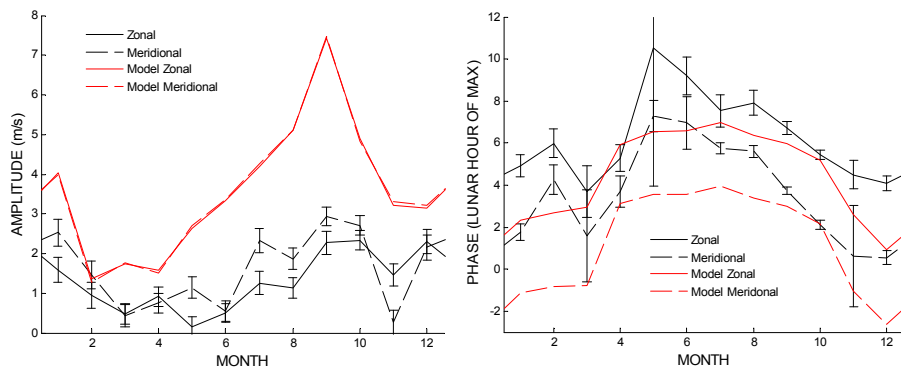 8
7
6
5
4
3
2
1
0
AMPLITUDE (m/s)
Zonal
Meridional
Model Zonal
Model Meridional
2 4 6 8 10 12
MONTH
12
10
8
6
4
2
0
-2
PHASE (LUNAR HOUR OF MAX)
Zonal
Meridional
Model Zonal
Model Meridonal
2 4 6 8 10 12
MONTH